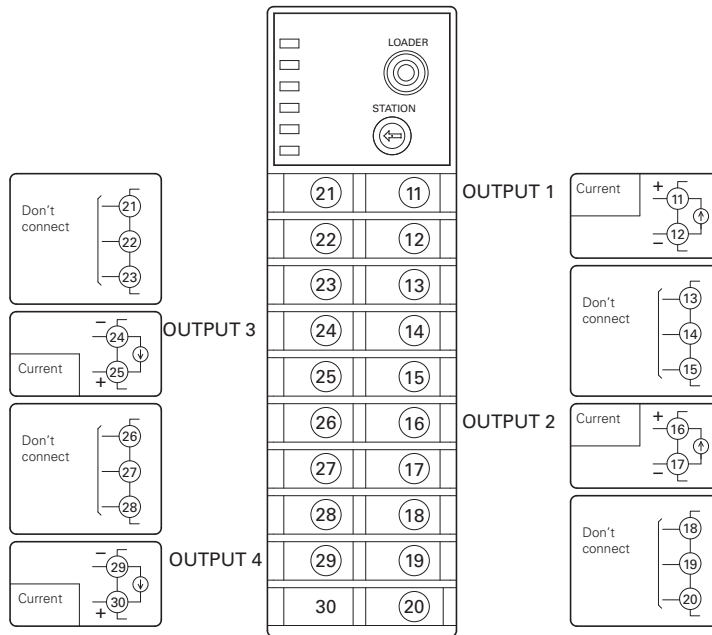 LOADER
STATION
21 11
22 12
23 13
24 14
25 15
26 16
27 17
28 18
29 19
30 20
Don't
connect
21
22
23
OUTPUT 3
−
24
Current
25
+
Don't
connect
26
27
28
OUTPUT 4
−
29
Current
30
+
OUTPUT 1
Current
+
11
12
−
Don't
connect
13
14
15
OUTPUT 2
Current
+
16
17
−
Don't
connect
18
19
20